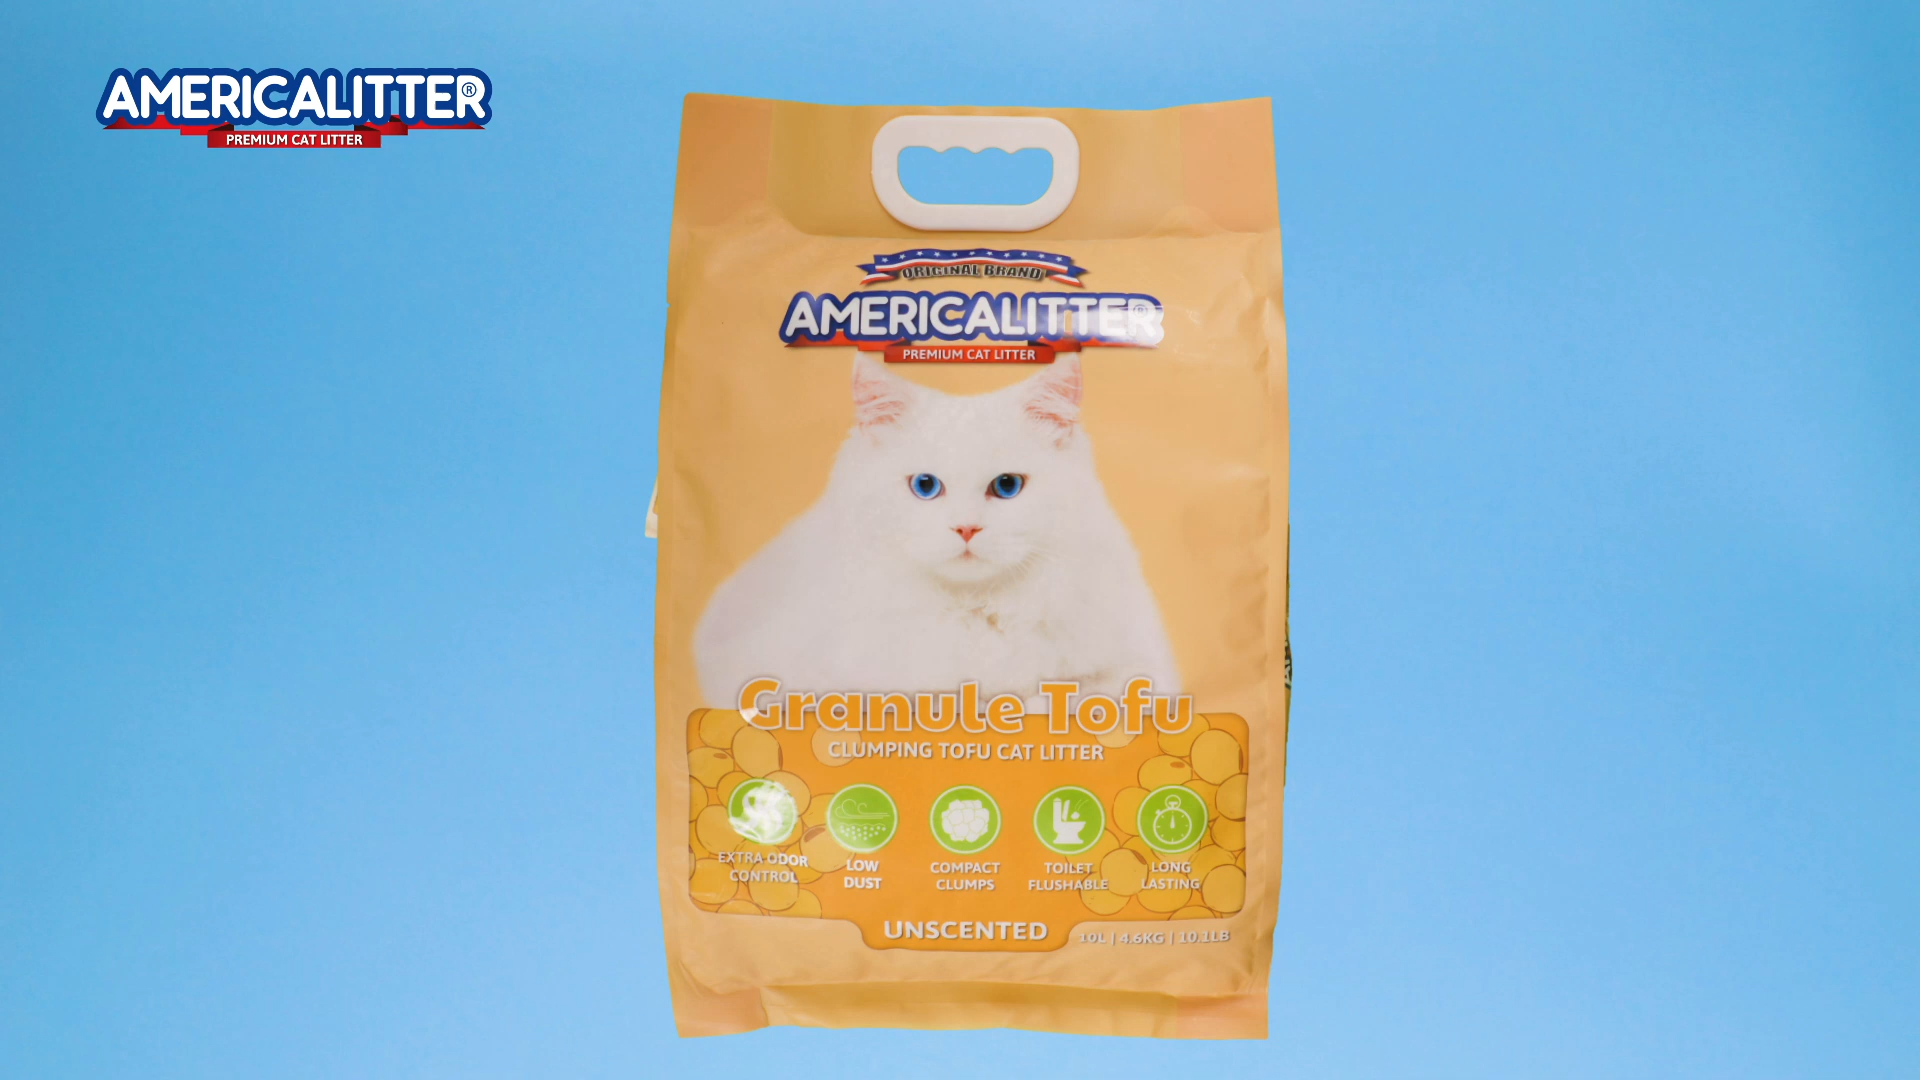 AMERICALITTER®
PREMIUM CAT LITTER
ORIGINAL BRAND
AMERICALITTER®
PREMIUM CAT LITTER
Granule Tofu
CLUMPING TOFU CAT LITTER
EXTRA ODOR
CONTROL
LOW
DUST
COMPACT
CLUMPS
TOILET
FLUSHABLE
LONG
LASTING
UNSCENTED
10L | 4.6KG | 10.1LB